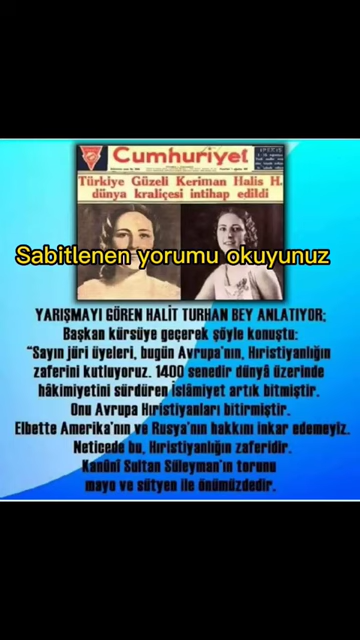 Cumhuriyet
Türkiye Güzeli Keriman Halis H.
dünya kraliçesi intihap edildi
Sabitlenen yorumu okuyunuz
YARIŞMAYI GÖREN HALİT TURHAN BEY ANLATIYOR;
Başkan kürsüye geçerek şöyle konuştu:
"Sayın jüri üyeleri, bugün Avrupa'nın, Hıristiyanlığın
zaferini kutluyoruz. 1400 senedir dünyâ üzerinde
hâkimiyetini sürdüren İslâmiyet artık bitmiştir.
Onu Avrupa Hıristiyanları bitirmiştir.
Elbette Amerika'nın ve Rusya'nın hakkını inkar edemeyiz.
Neticede bu, Hıristiyanlığın zaferidir.
Kanûnî Sultan Süleyman'ın torunu
mayo ve sütyen ile önümüzdedir.